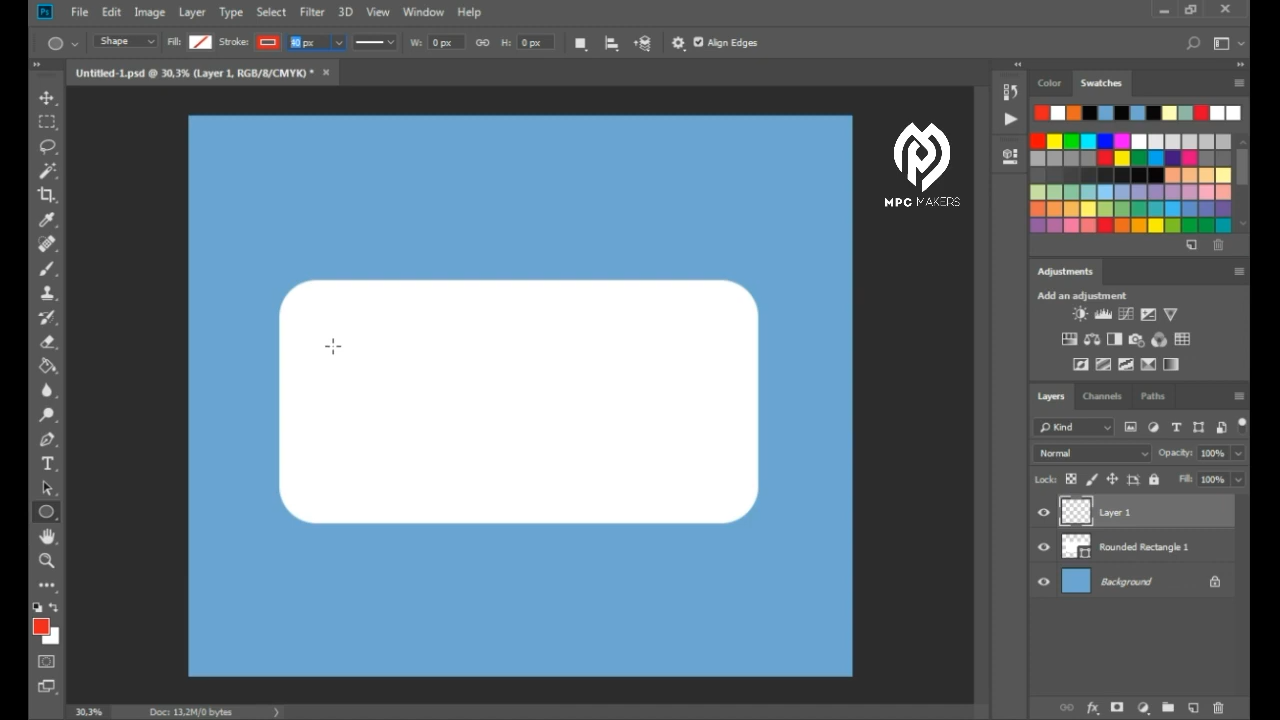 Ps File Edit Image Layer Type Select Filter 3D View Window Help
Shape Fill: Stroke: px W: 0 px H: 0 px Align Edges
Untitled-1.psd @ 30,3% (Layer 1, RGB/8/CMYK) *
Color Swatches
MPC MAKERS
Adjustments
Add an adjustment
Layers Channels Paths
Kind
Normal Opacity: 100%
Lock: Fill: 100%
Layer 1
Rounded Rectangle 1
Background
fx
30,3% Doc: 13,2M/0 bytes